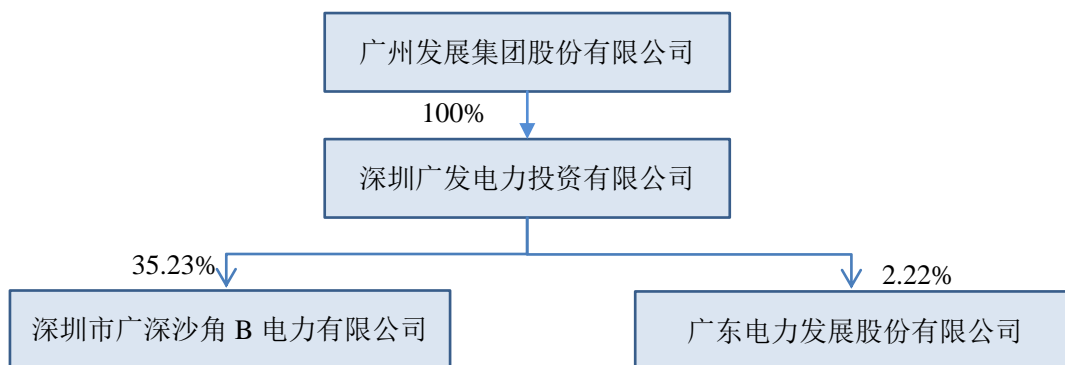 广州发展集团股份有限公司
100%
深圳广发电力投资有限公司
35.23%
2.22%
深圳市广深沙角 B 电力有限公司
广东电力发展股份有限公司